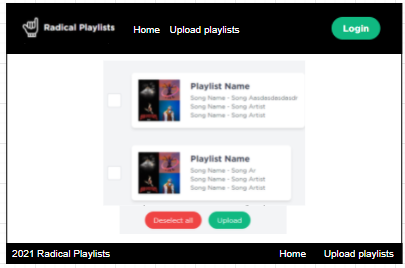 Radical Playlists
Home
Upload playlists
Login
Playlist Name
Song Name - Song Aasdasdasdasdr
Song Name - Song Artist
Song Name - Song Artist
Playlist Name
Song Name - Song Ar
Song Name - Song Artist
Song Name - Song Artist
Deselect all
Upload
2021 Radical Playlists
Home
Upload playlists